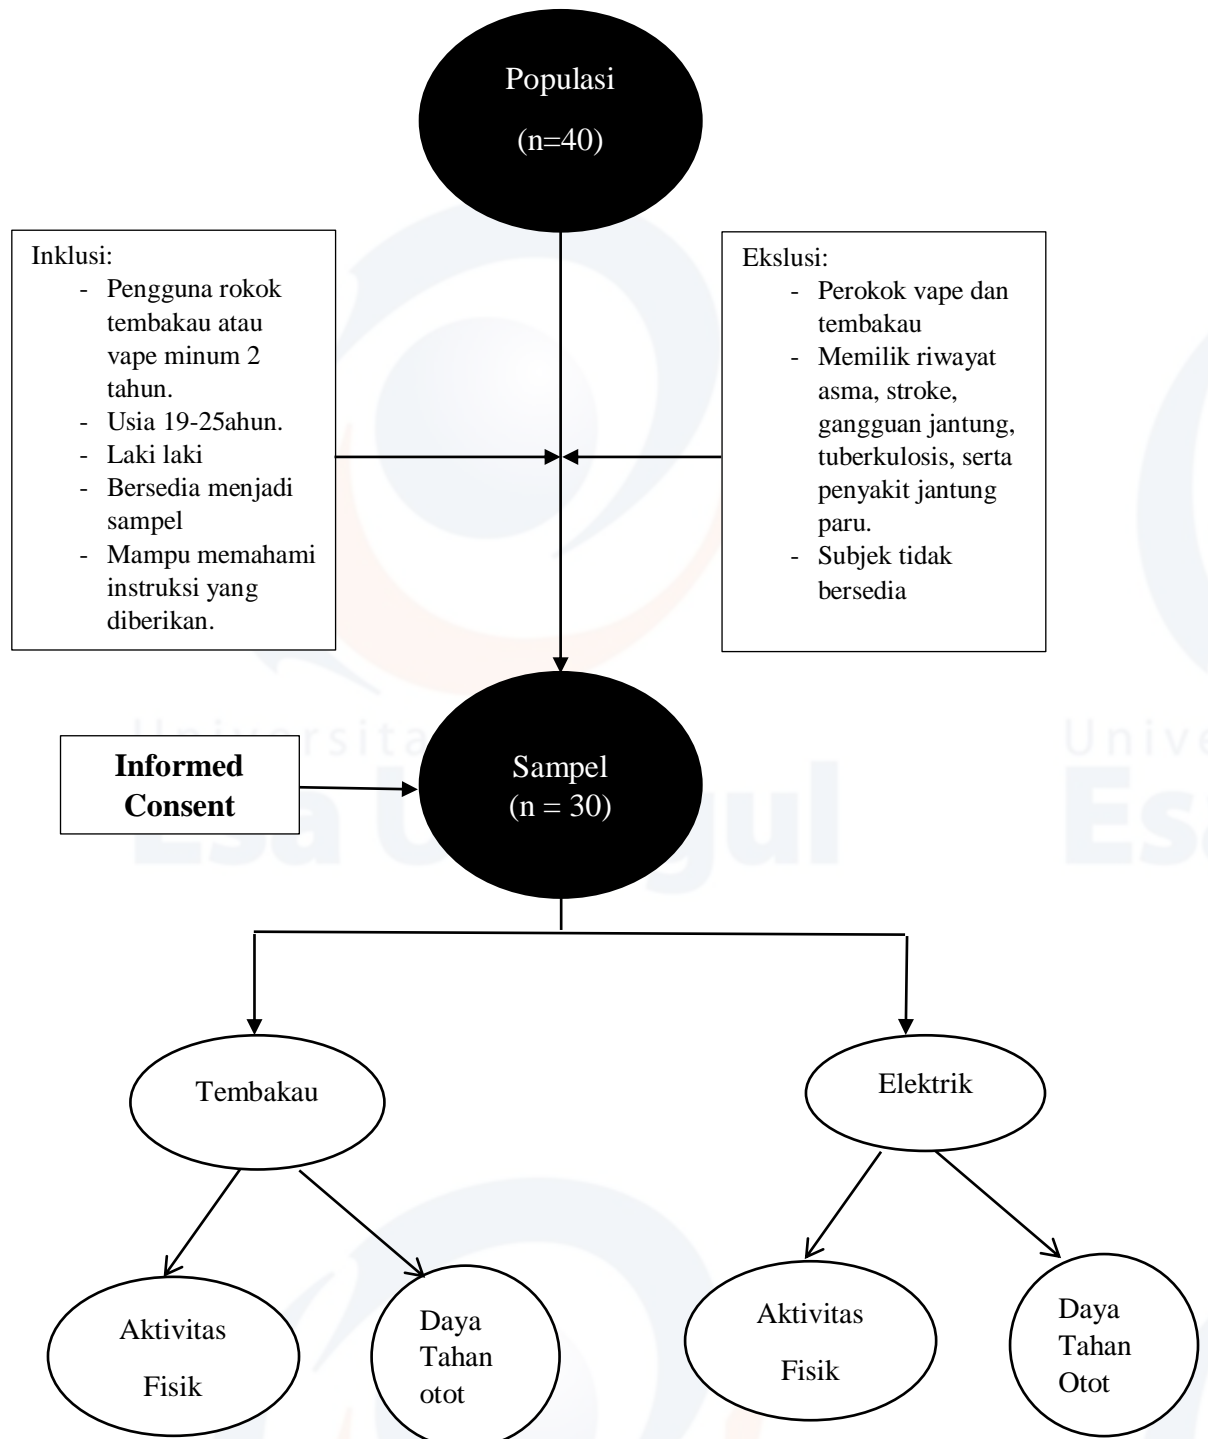 Populasi
(n=40)
Inklusi:
- Pengguna rokok
tembakau atau
vape minum 2
tahun.
- Usia 19-25ahun.
- Laki laki
- Bersedia menjadi
sampel
- Mampu memahami
instruksi yang
diberikan.
Ekslusi:
- Perokok vape dan
tembakau
- Memilik riwayat
asma, stroke,
gangguan jantung,
tuberkulosis, serta
penyakit jantung
paru.
- Subjek tidak
bersedia
Informed
Consent
Sampel
(n = 30)
Tembakau
Elektrik
Aktivitas
Fisik
Daya
Tahan
otot
Aktivitas
Fisik
Daya
Tahan
Otot